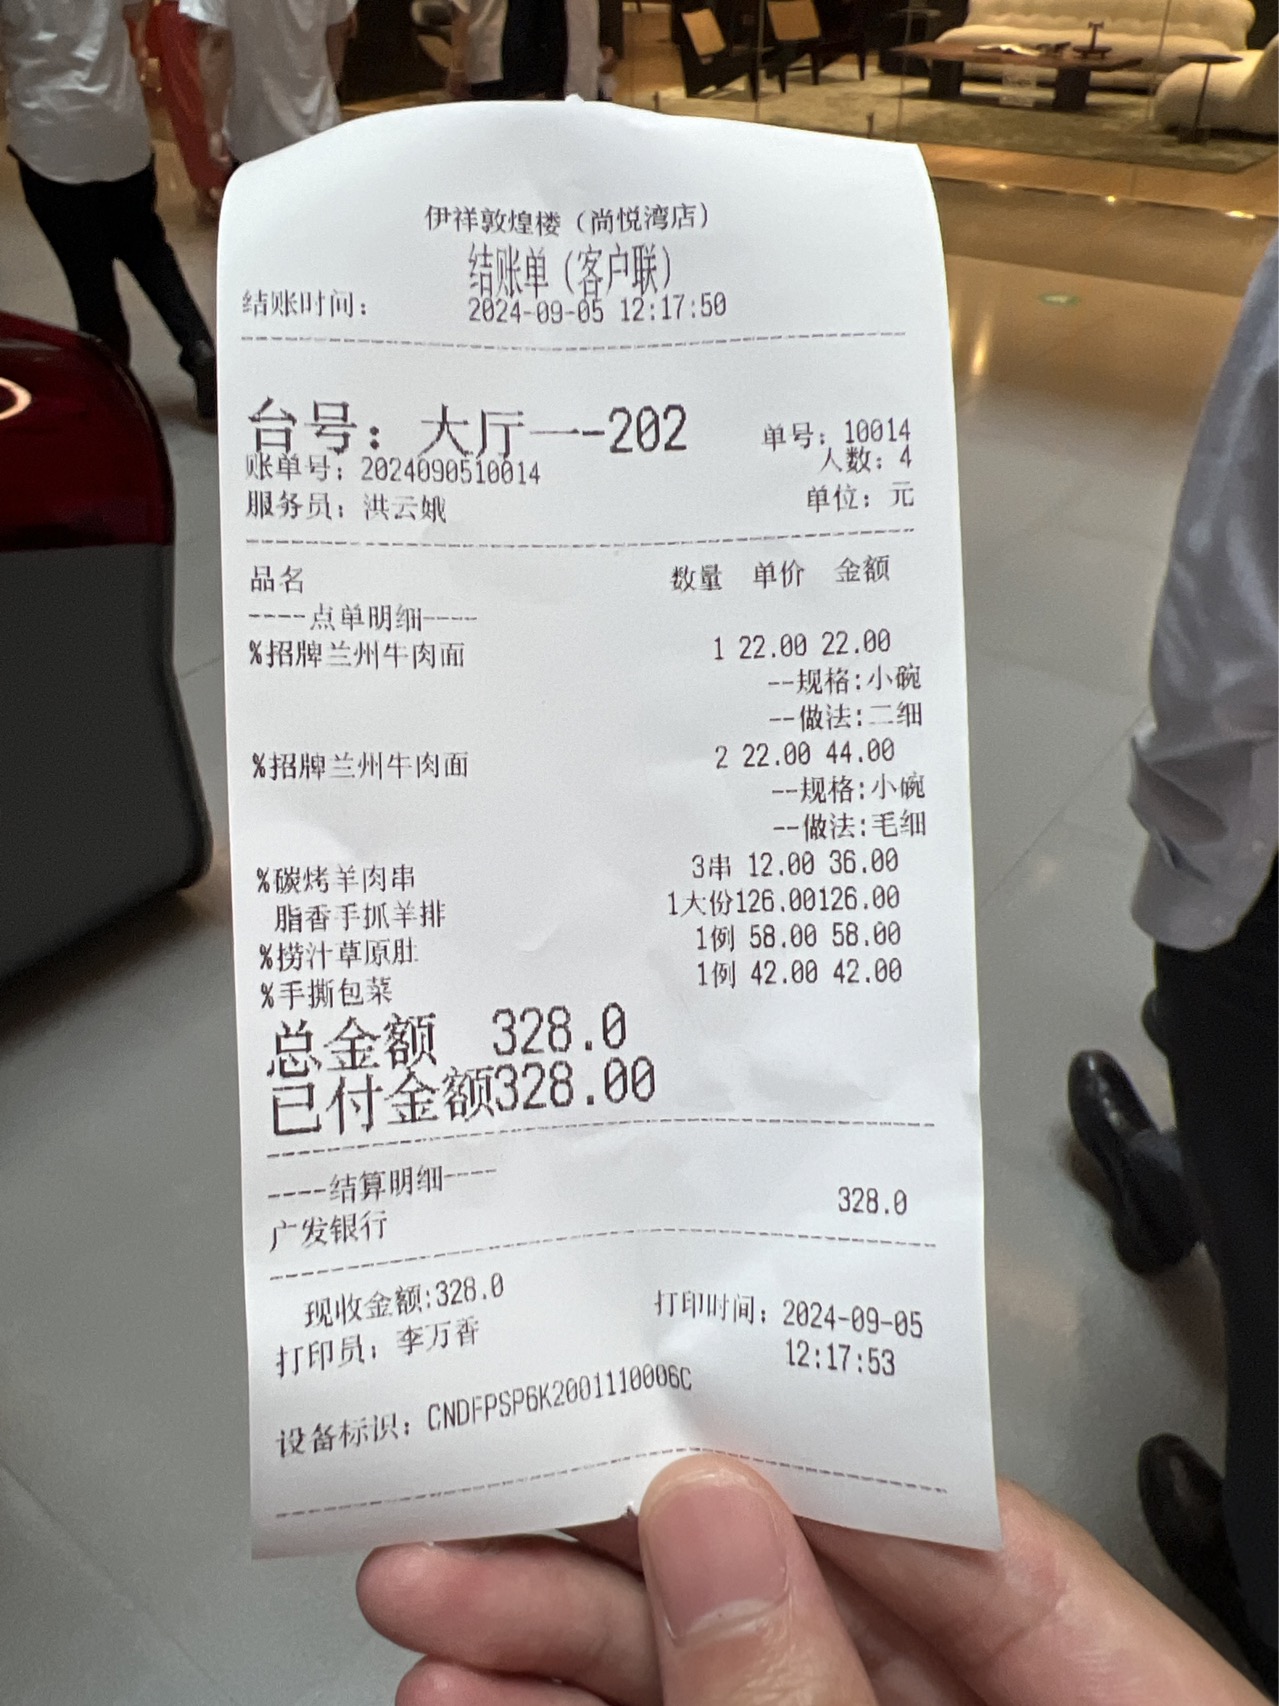 伊祥敦煌楼（尚悦湾店）
结账单（客户联）
结账时间： 2024-09-05 12:17:50
台号：大厅一-202 单号：10014
账单号：2024090510014 人数：4
服务员：洪云娥 单位：元
品名 数量 单价 金额
----点单明细----
%招牌兰州牛肉面 1 22.00 22.00
--规格:小碗
--做法:二细
%招牌兰州牛肉面 2 22.00 44.00
--规格:小碗
--做法:毛细
%碳烤羊肉串 3串 12.00 36.00
脂香手抓羊排 1大份126.00126.00
%捞汁草原肚 1例 58.00 58.00
%手撕包菜 1例 42.00 42.00
总金额 328.0
已付金额328.00
----结算明细----
广发银行 328.0
现收金额:328.0
打印员：李万香 打印时间：2024-09-05
12:17:53
设备标识：CNDFPSP6K2001110006C